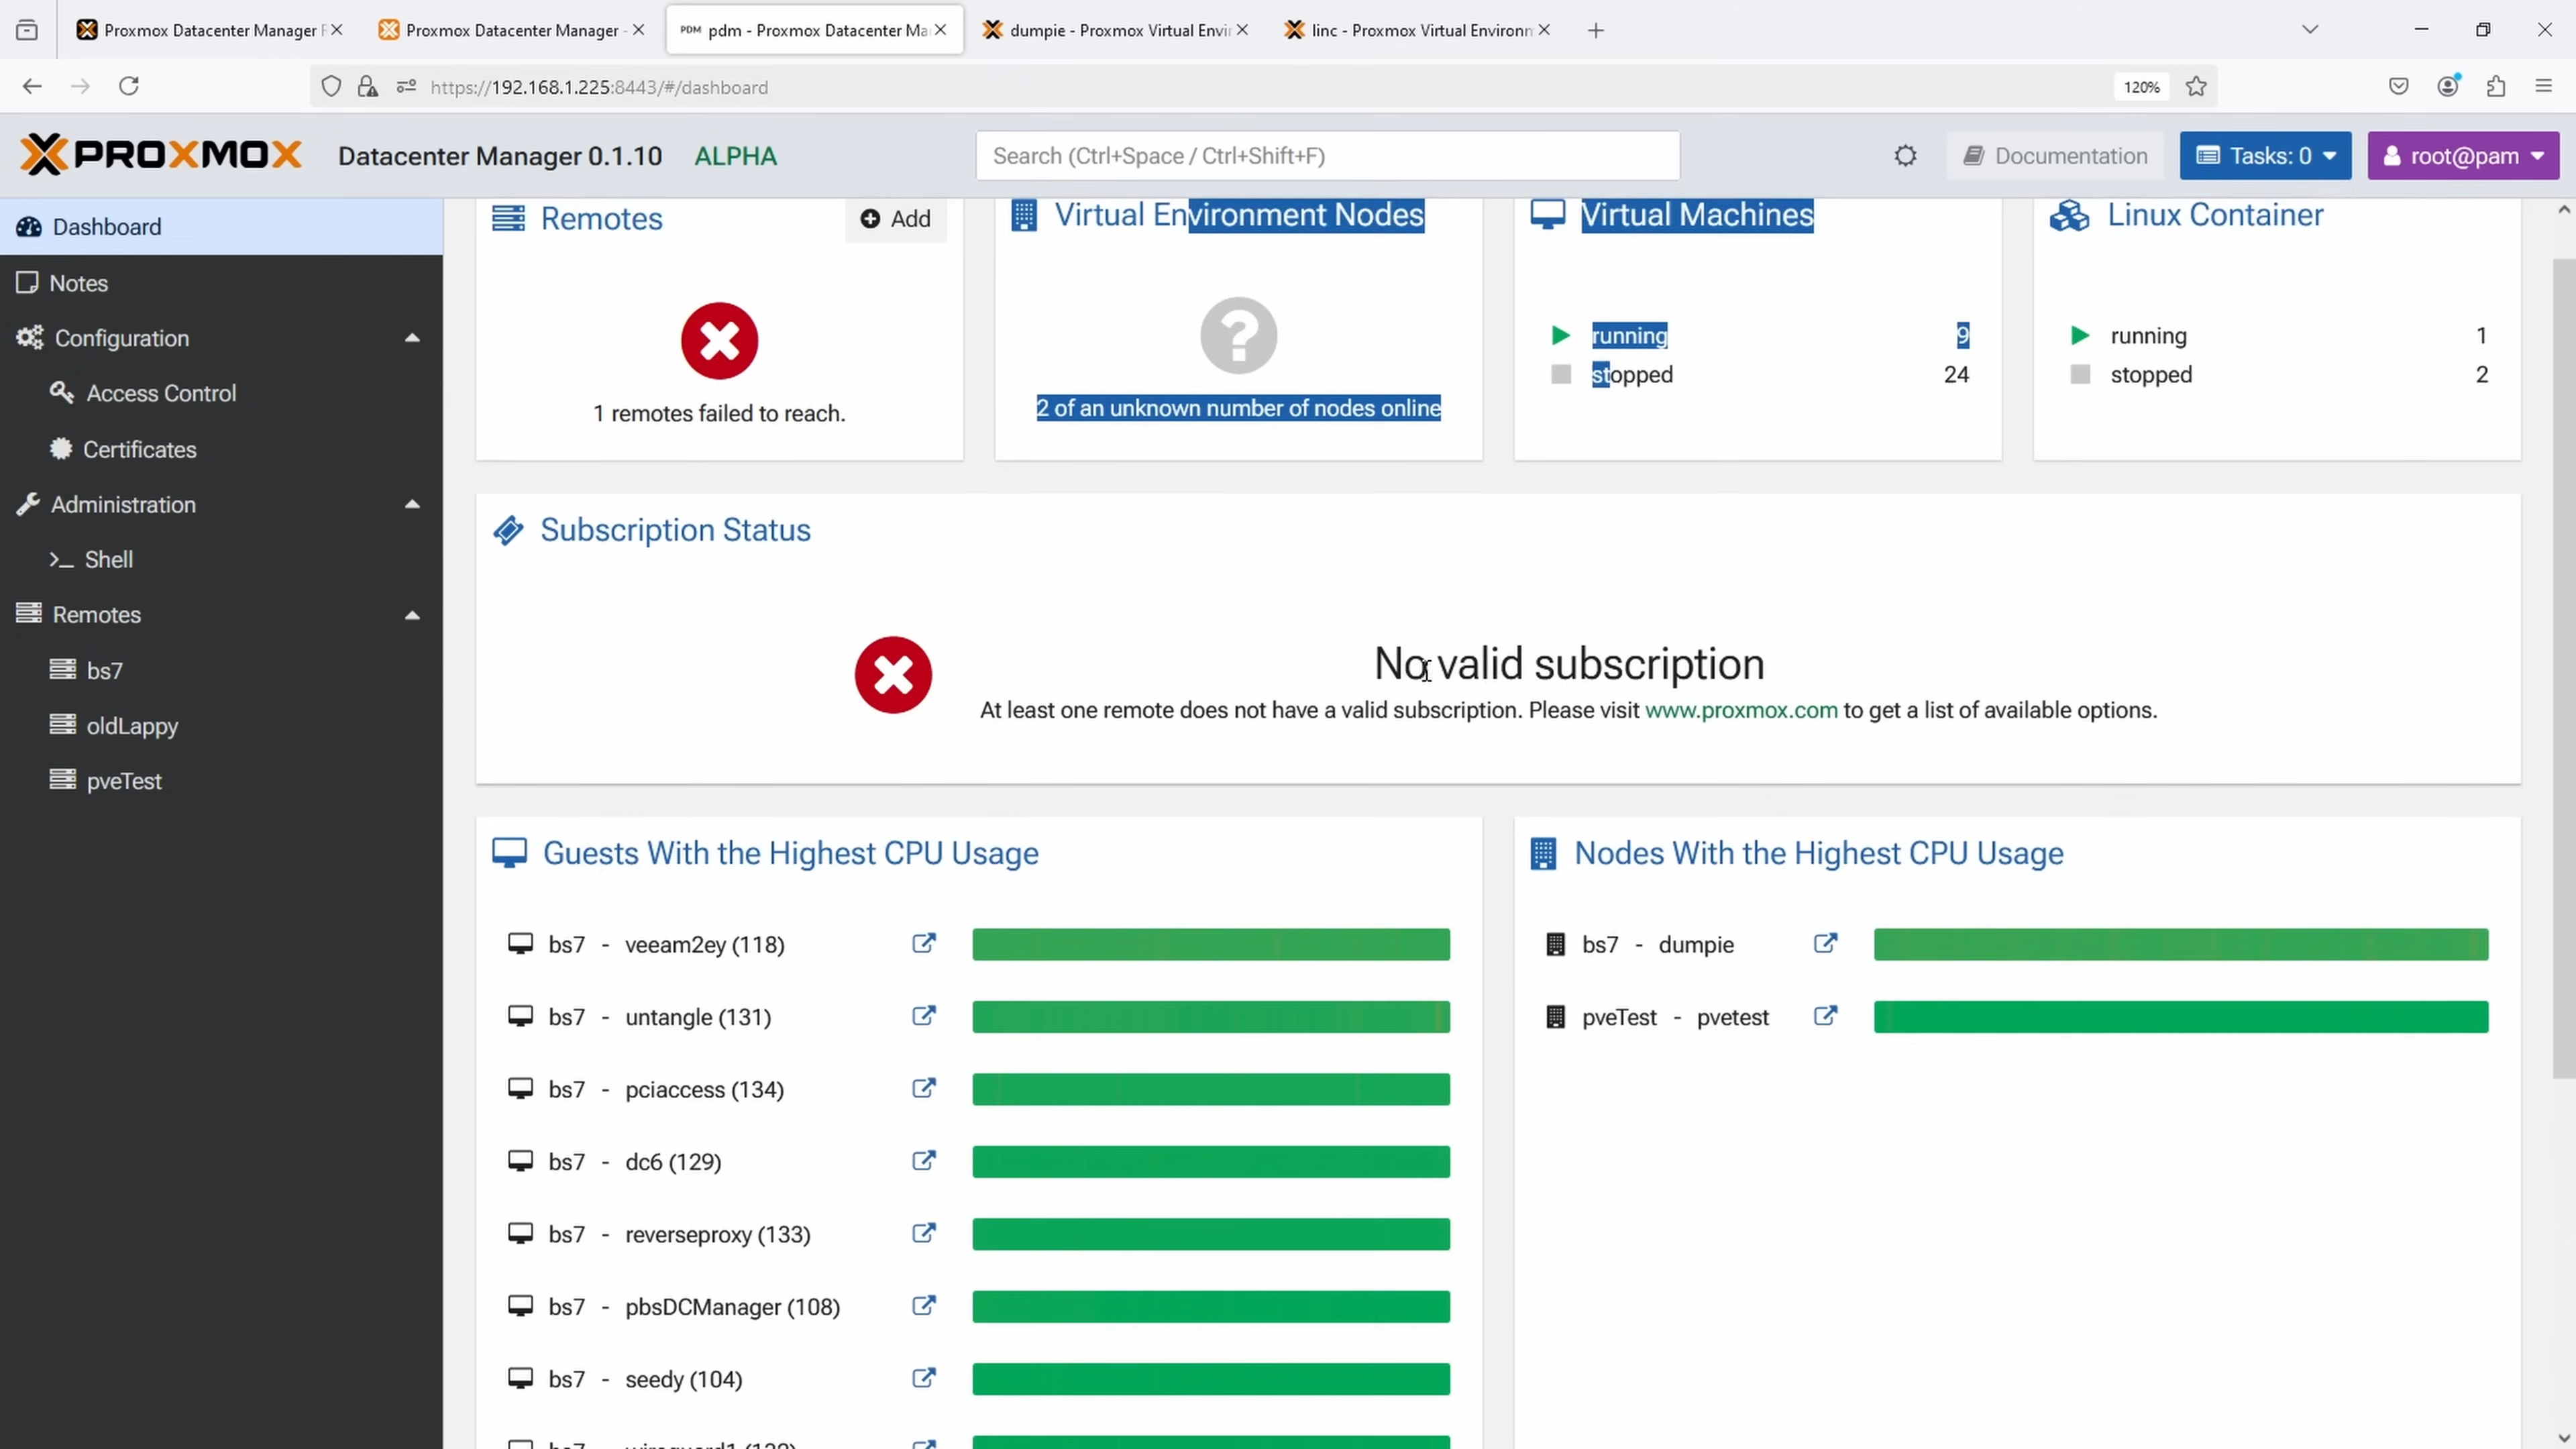 Proxmox Datacenter Manager
Proxmox Datacenter Manager -
PDM pdm - Proxmox Datacenter Ma
dumpie - Proxmox Virtual Envir
linc - Proxmox Virtual Environm
https://192.168.1.225:8443/#/dashboard
120%
PROXMOX
Datacenter Manager 0.1.10
ALPHA
Search (Ctrl+Space / Ctrl+Shift+F)
Documentation
Tasks: 0
root@pam
Dashboard
Notes
Configuration
Access Control
Certificates
Administration
Shell
Remotes
bs7
oldLappy
pveTest
Remotes
Add
1 remotes failed to reach.
Virtual Environment Nodes
2 of an unknown number of nodes online
Virtual Machines
running 9
stopped 24
Linux Container
running 1
stopped 2
Subscription Status
No valid subscription
At least one remote does not have a valid subscription. Please visit www.proxmox.com to get a list of available options.
Guests With the Highest CPU Usage
bs7 - veeam2ey (118)
bs7 - untangle (131)
bs7 - pciaccess (134)
bs7 - dc6 (129)
bs7 - reverseproxy (133)
bs7 - pbsDCManager (108)
bs7 - seedy (104)
Nodes With the Highest CPU Usage
bs7 - dumpie
pveTest - pvetest